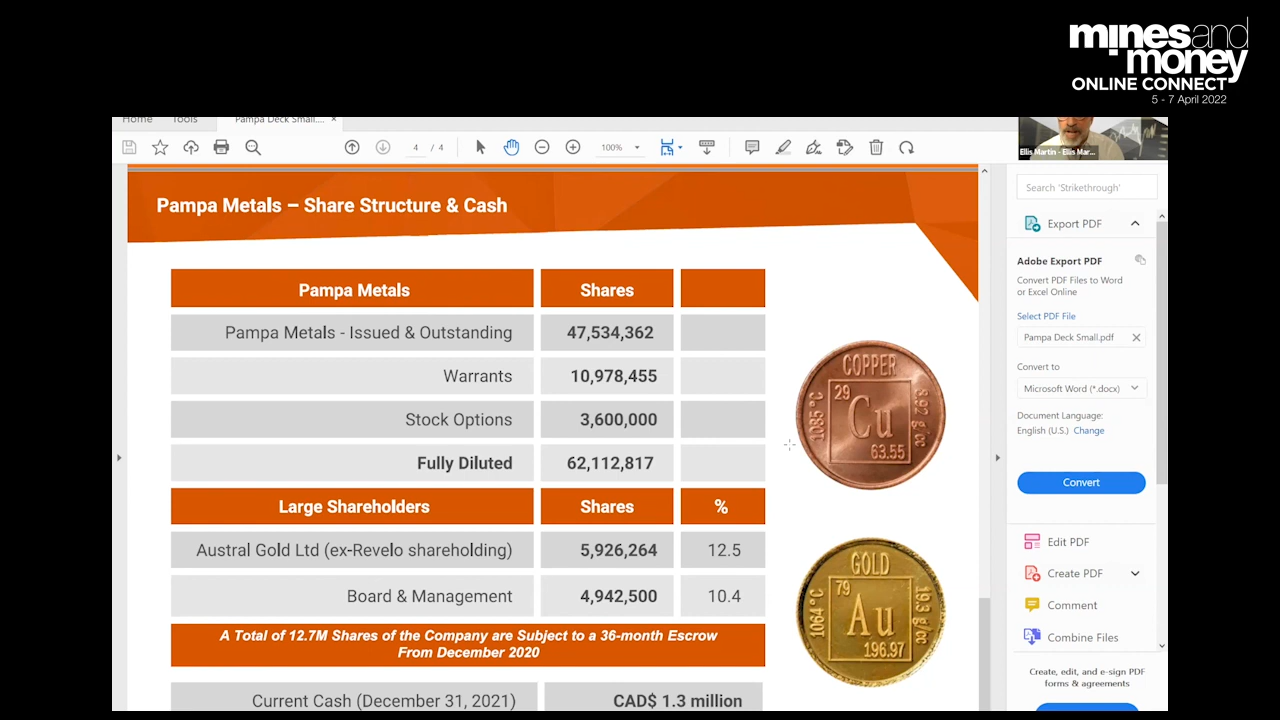 mines and
money
ONLINE CONNECT
5 - 7 April 2022
Home Tools Pampa Deck Small.... ×
4 / 4 100%
Ellis Martin - Ellis Mar...
Pampa Metals – Share Structure & Cash
Pampa Metals Shares
Pampa Metals - Issued & Outstanding 47,534,362
Warrants 10,978,455
Stock Options 3,600,000
Fully Diluted 62,112,817
Large Shareholders Shares %
Austral Gold Ltd (ex-Revelo shareholding) 5,926,264 12.5
Board & Management 4,942,500 10.4
A Total of 12.7M Shares of the Company are Subject to a 36-month Escrow
From December 2020
Current Cash (December 31, 2021) CAD$ 1.3 million
COPPER
29
Cu
63.55
1085 °C
8.92 g/cc
GOLD
79
Au
196.97
1064 °C
19.3 g/cc
Search 'Strikethrough'
Export PDF
Adobe Export PDF
Convert PDF Files to Word
or Excel Online
Select PDF File
Pampa Deck Small.pdf
Convert to
Microsoft Word (*.docx)
Document Language:
English (U.S.) Change
Convert
Edit PDF
Create PDF
Comment
Combine Files
Create, edit, and e-sign PDF
forms & agreements